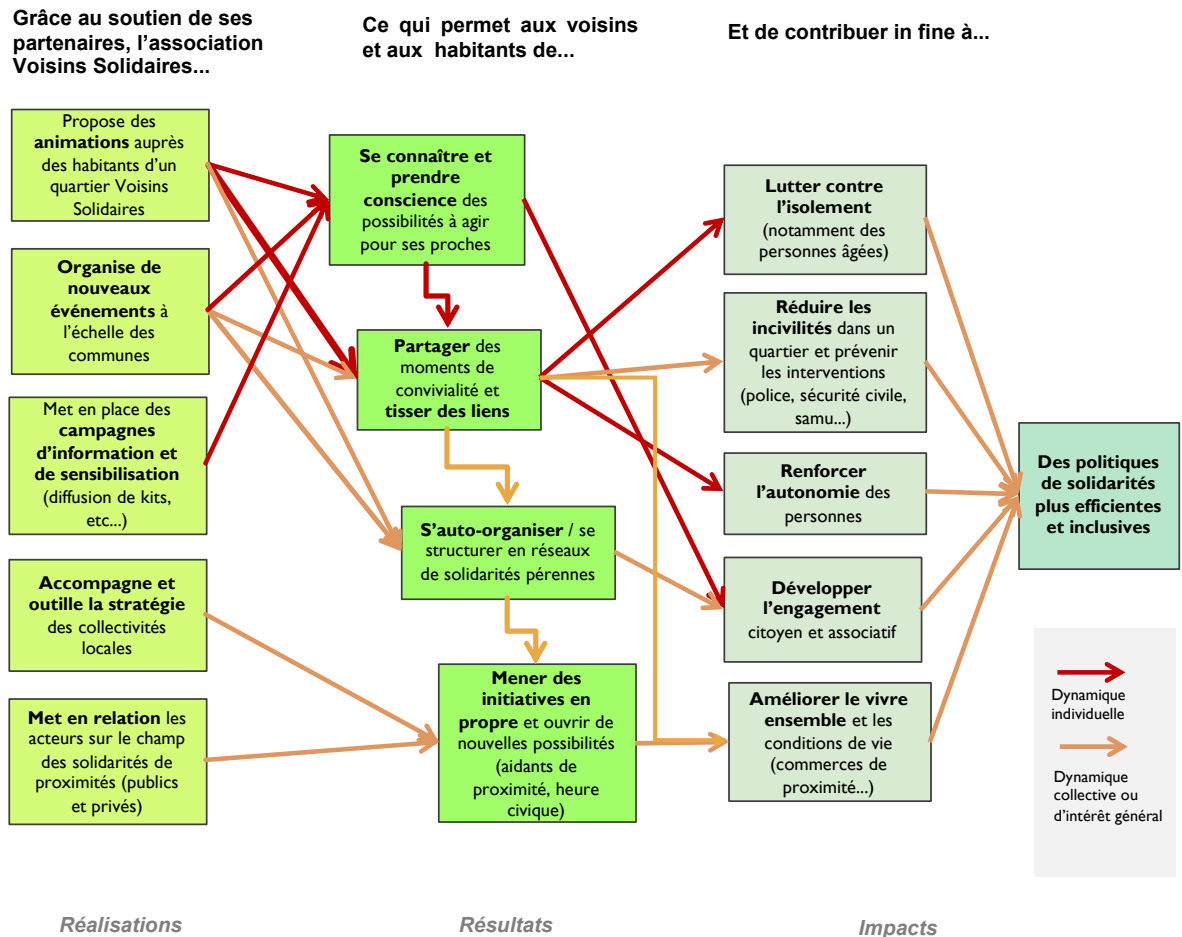 Grâce au soutien de ses
partenaires, l’association
Voisins Solidaires...
Ce qui permet aux voisins
et aux habitants de...
Et de contribuer in fine à...
Propose des
animations auprès
des habitants d’un
quartier Voisins
Solidaires
Organise de
nouveaux
événements à
l’échelle des
communes
Met en place des
campagnes
d’information et
de sensibilisation
(diffusion de kits,
etc...)
Accompagne et
outille la stratégie
des collectivités
locales
Met en relation les
acteurs sur le champ
des solidarités de
proximités (publics
et privés)
Se connaître et
prendre
conscience des
possibilités à agir
pour ses proches
Partager des
moments de
convivialité et
tisser des liens
S’auto-organiser / se
structurer en réseaux
de solidarités pérennes
Mener des
initiatives en
propre et ouvrir de
nouvelles possibilités
(aidants de
proximité, heure
civique)
Lutter contre
l’isolement
(notamment des
personnes âgées)
Réduire les
incivilités dans un
quartier et prévenir
les interventions
(police, sécurité civile,
samu...)
Renforcer
l’autonomie des
personnes
Développer
l’engagement
citoyen et associatif
Améliorer le vivre
ensemble et les
conditions de vie
(commerces de
proximité...)
Des politiques
de solidarités
plus efficientes
et inclusives
Dynamique
individuelle
Dynamique
collective ou
d’intérêt général
Réalisations
Résultats
Impacts